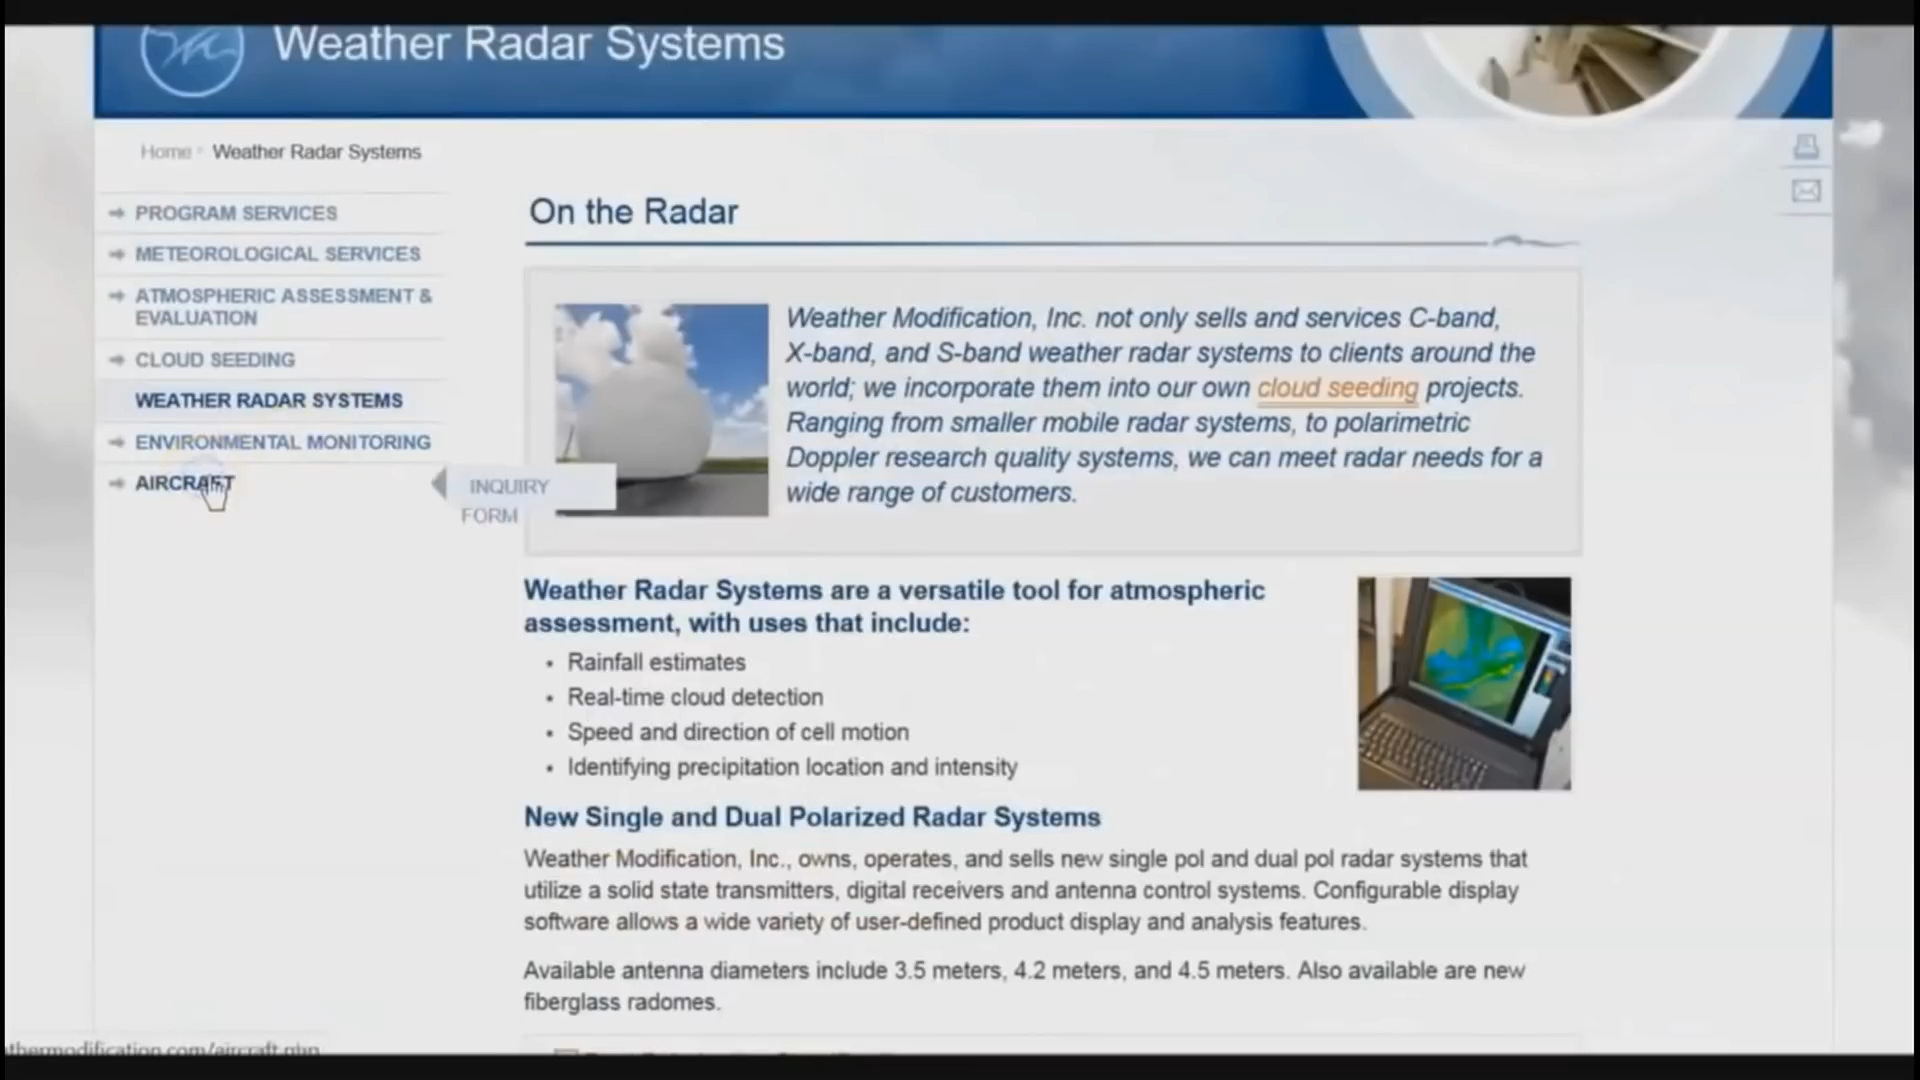 Weather Radar Systems
Home Weather Radar Systems
PROGRAM SERVICES
METEOROLOGICAL SERVICES
ATMOSPHERIC ASSESSMENT &
EVALUATION
CLOUD SEEDING
WEATHER RADAR SYSTEMS
ENVIRONMENTAL MONITORING
AIRCRAFT
INQUIRY
FORM
On the Radar
Weather Modification, Inc. not only sells and services C-band,
X-band, and S-band weather radar systems to clients around the
world; we incorporate them into our own cloud seeding projects.
Ranging from smaller mobile radar systems, to polarimetric
Doppler research quality systems, we can meet radar needs for a
wide range of customers.
Weather Radar Systems are a versatile tool for atmospheric
assessment, with uses that include:
• Rainfall estimates
• Real-time cloud detection
• Speed and direction of cell motion
• Identifying precipitation location and intensity
New Single and Dual Polarized Radar Systems
Weather Modification, Inc., owns, operates, and sells new single pol and dual pol radar systems that
utilize a solid state transmitters, digital receivers and antenna control systems. Configurable display
software allows a wide variety of user-defined product display and analysis features.
Available antenna diameters include 3.5 meters, 4.2 meters, and 4.5 meters. Also available are new
fiberglass radomes.
thermodification.com/aircraft.php